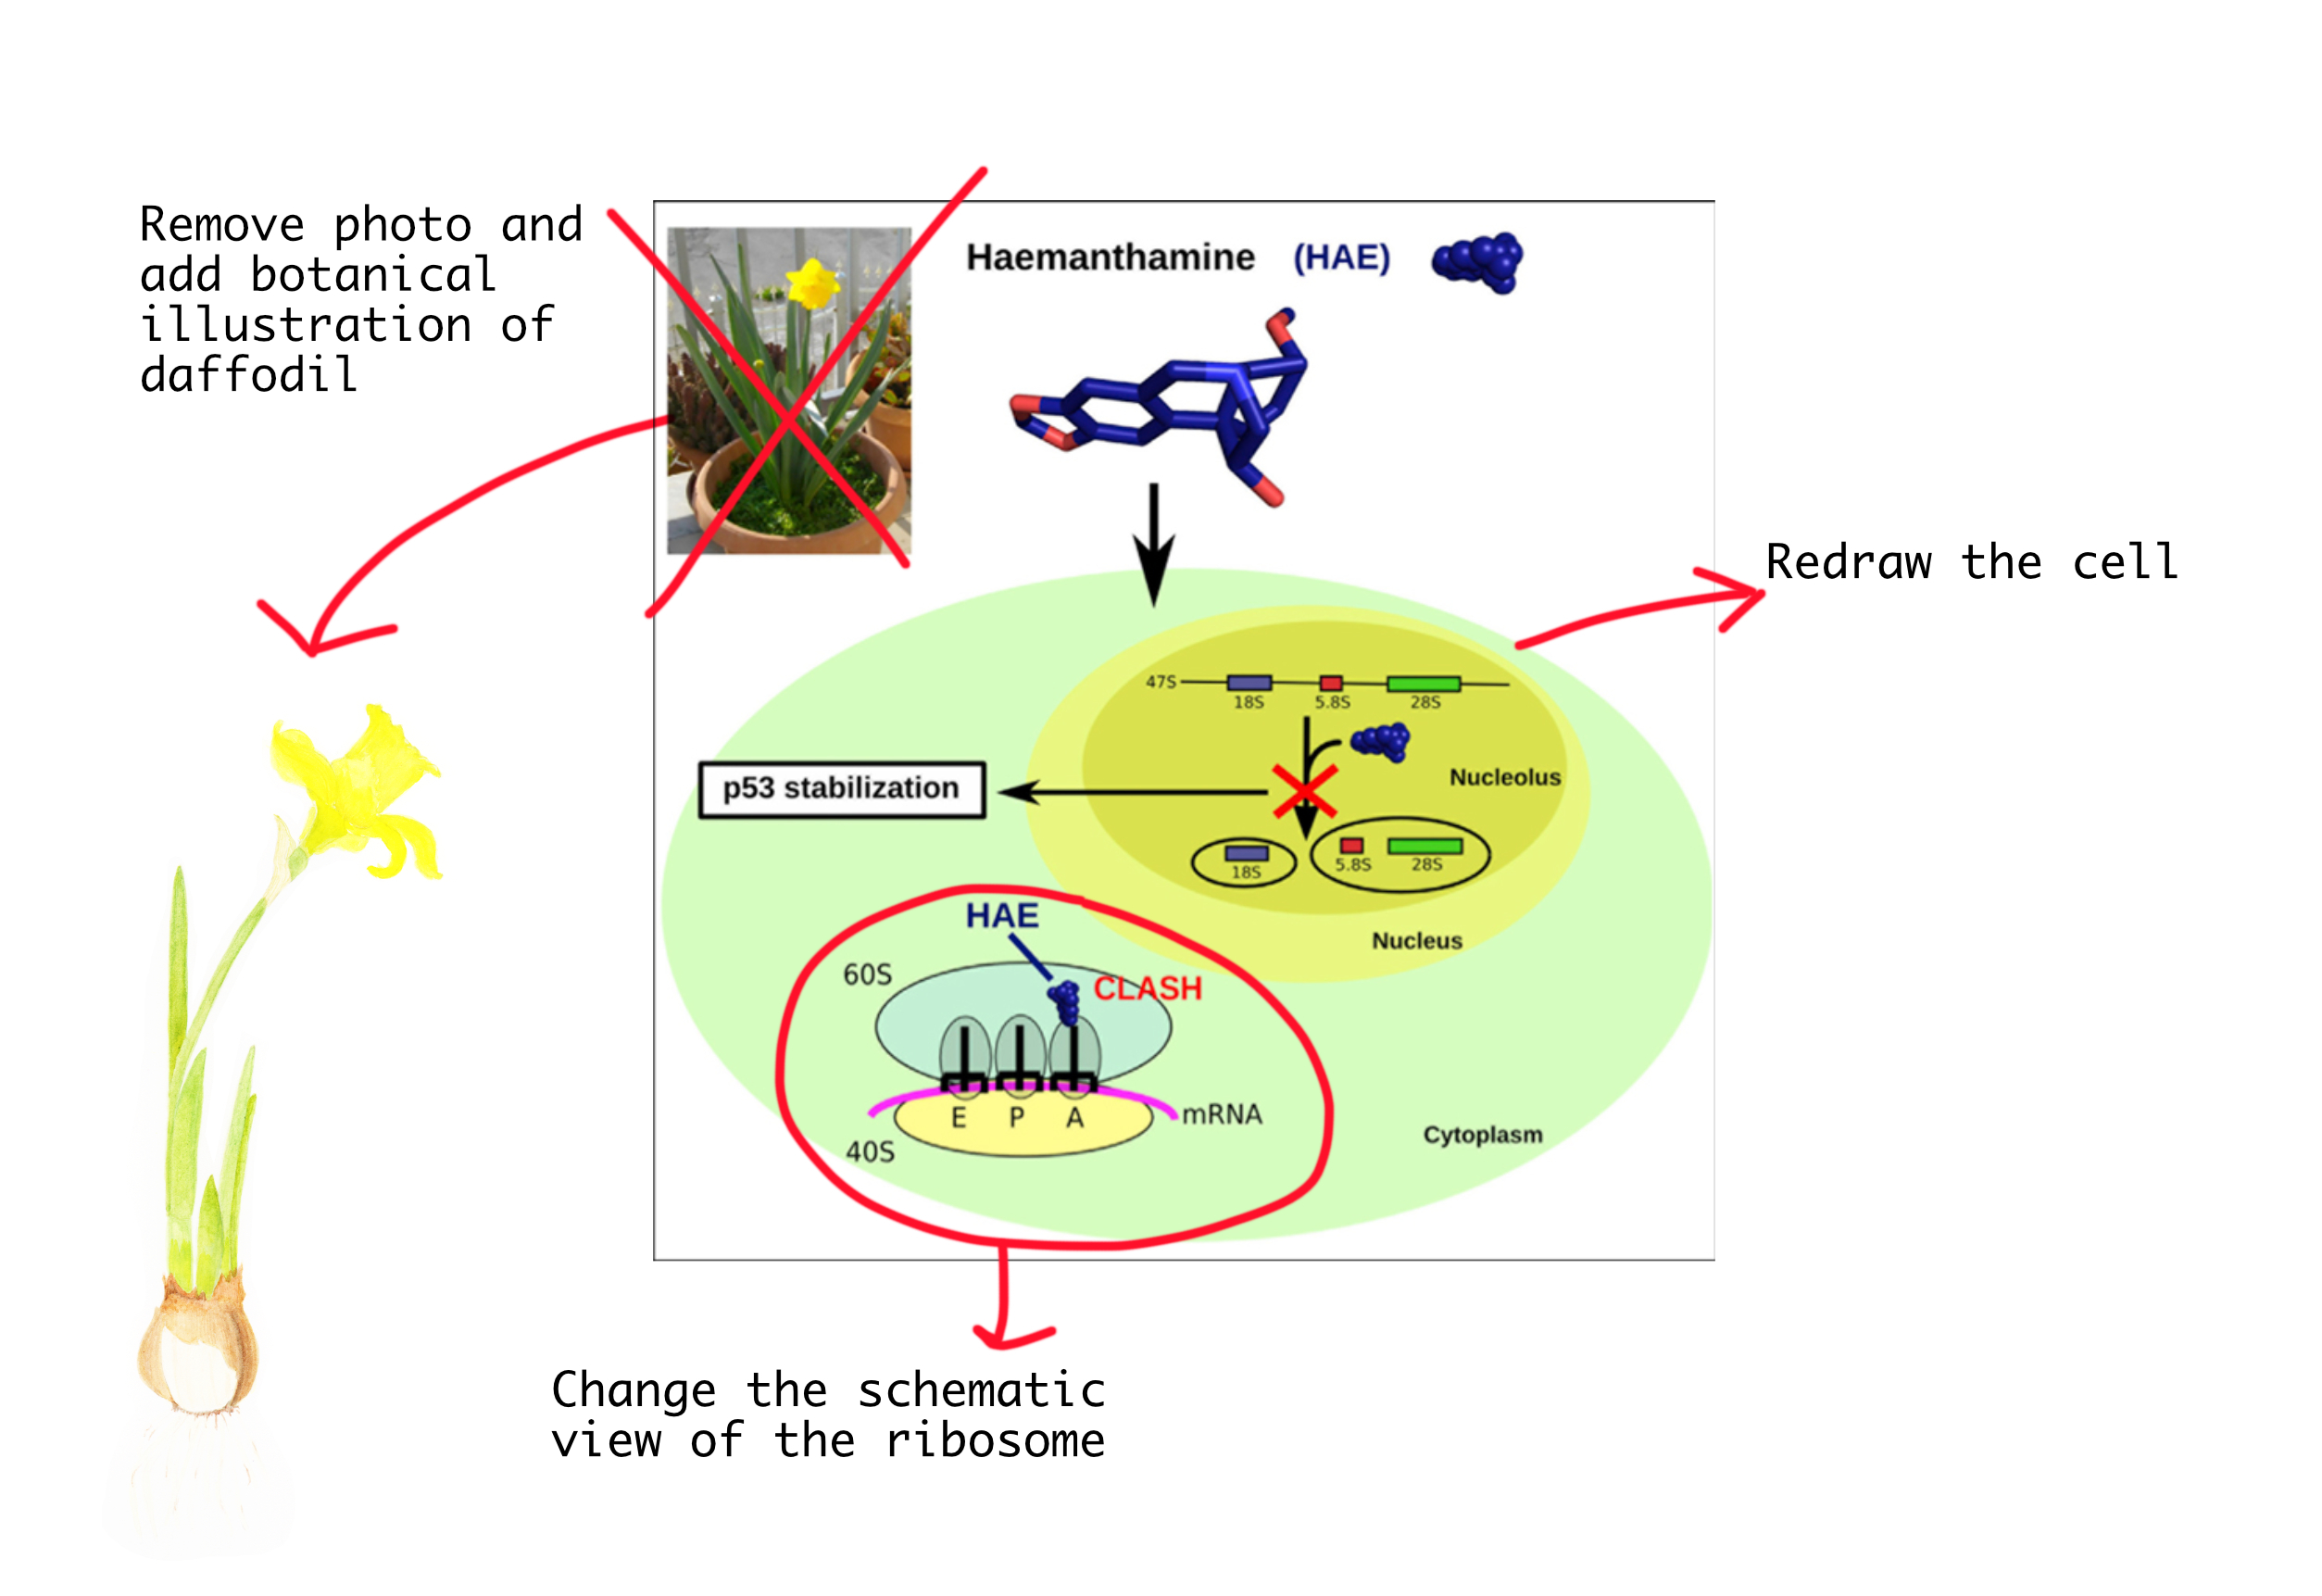 Remove photo and
add botanical
illustration of
daffodil
Haemanthamine (HAE)
Redraw the cell
47S
18S 5.8S 28S
Nucleolus
p53 stabilization
18S 5.8S 28S
Nucleus
HAE
60S
CLASH
E P A
mRNA
40S
Cytoplasm
Change the schematic
view of the ribosome